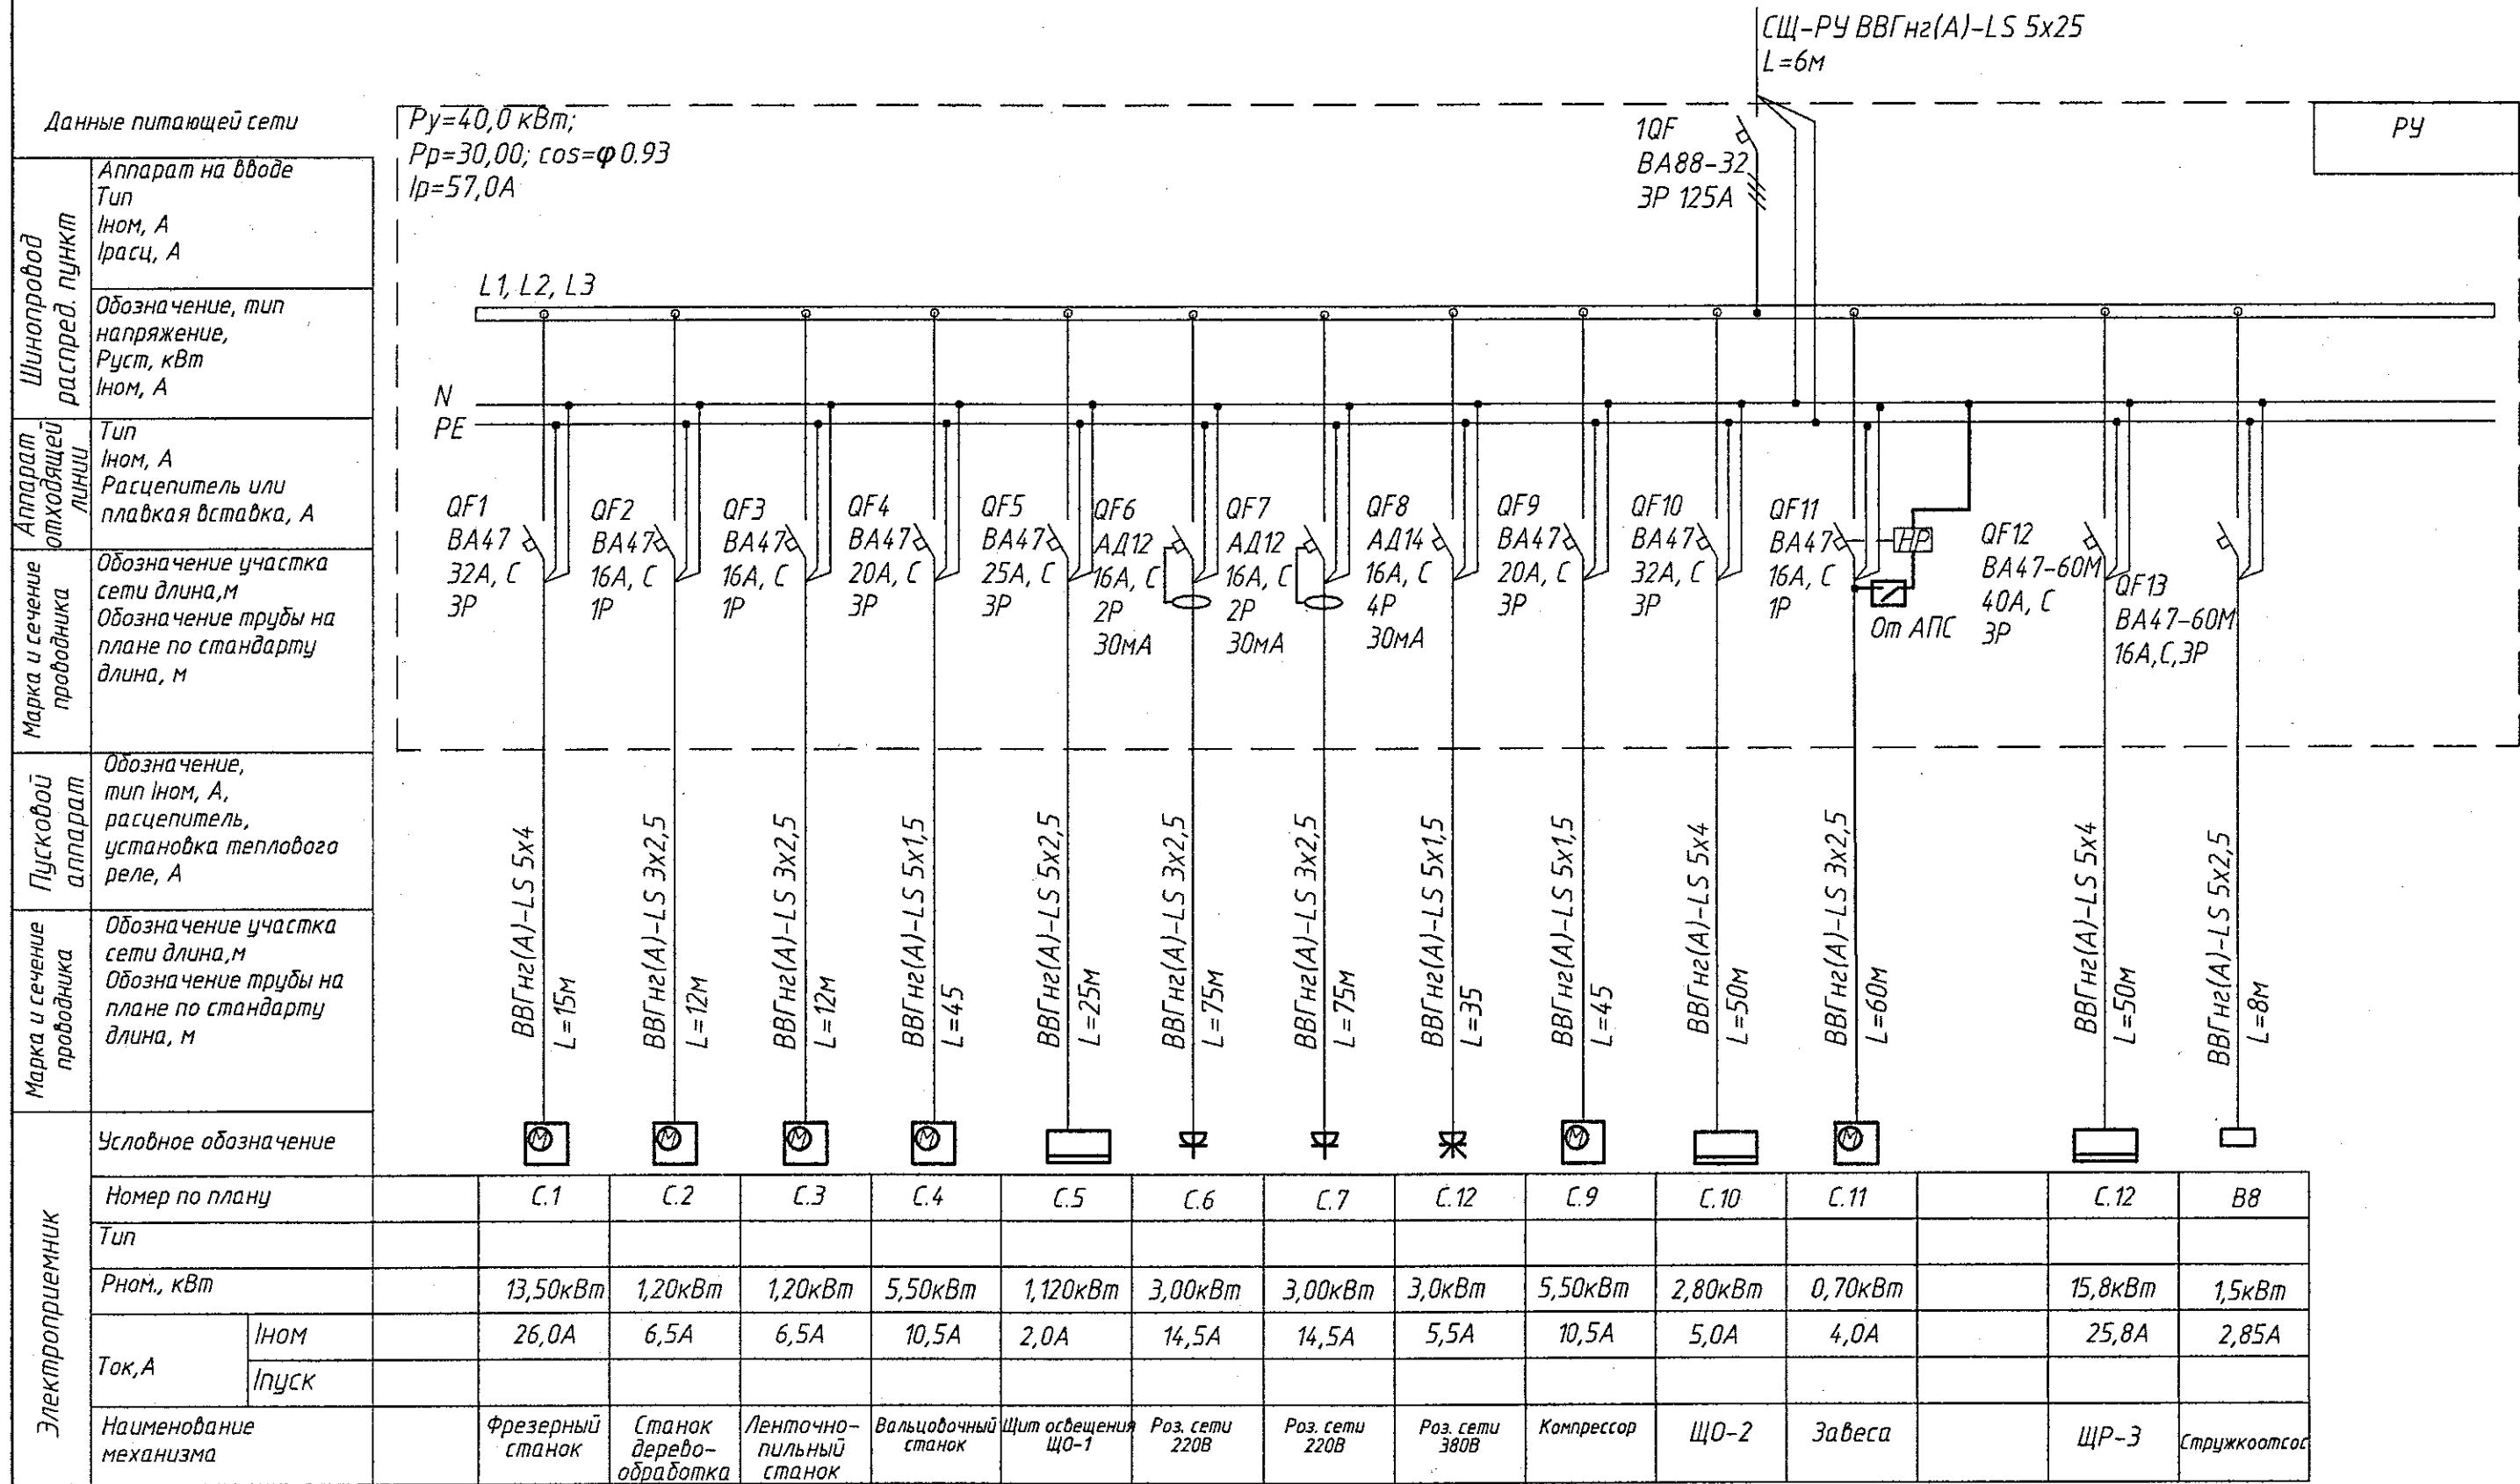 СЩ-РУ ВВГнг(А)-LS 5х25
L=6м
Данные питающей сети
Ру=40,0 кВт;
Рр=30,00; cos=φ 0.93
Iр=57,0А
1QF
ВА88-32
3Р 125А
РУ
Шинопровод
распред. пункт
Аппарат на вводе
Тип
Iном, А
Iрасц, А
Обозначение, тип
напряжение,
Руст, кВт
Iном, А
L1, L2, L3
N
PE
Аппарат
отходящей
линии
Тип
Iном, А
Расцепитель или
плавкая вставка, А
Марка и сечение
проводника
Обозначение участка
сети длина,м
Обозначение трубы на
плане по стандарту
длина, м
QF1
ВА47
32А, С
3Р
QF2
ВА47
16А, С
1Р
QF3
ВА47
16А, С
1Р
QF4
ВА47
20А, С
3Р
QF5
ВА47
25А, С
3Р
QF6
АД12
16А, С
2Р
30мА
QF7
АД12
16А, С
2Р
30мА
QF8
АД14
16А, С
4Р
30мА
QF9
ВА47
20А, С
3Р
QF10
ВА47
32А, С
3Р
QF11
ВА47
16А, С
1Р
НР
От АПС
QF12
ВА47-60М
40А, С
3Р
QF13
ВА47-60М
16А,С,3Р
Пусковой
аппарат
Обозначение,
тип Iном, А,
расцепитель,
установка теплового
реле, А
Марка и сечение
проводника
Обозначение участка
сети длина,м
Обозначение трубы на
плане по стандарту
длина, м
ВВГнг(А)-LS 5х4
L=15м
ВВГнг(А)-LS 3х2,5
L=12м
ВВГнг(А)-LS 3х2,5
L=12м
ВВГнг(А)-LS 5х1,5
L=45
ВВГнг(А)-LS 5х2,5
L=25м
ВВГнг(А)-LS 3х2,5
L=75м
ВВГнг(А)-LS 3х2,5
L=75м
ВВГнг(А)-LS 5х1,5
L=35
ВВГнг(А)-LS 5х1,5
L=45
ВВГнг(А)-LS 5х4
L=50м
ВВГнг(А)-LS 3х2,5
L=60м
ВВГнг(А)-LS 5х4
L=50м
ВВГнг(А)-LS 5х2,5
L=8м
Электроприемник
Условное обозначение
М М М М М М
Номер по плану С.1 С.2 С.3 С.4 С.5 С.6 С.7 С.12 С.9 С.10 С.11 С.12 В8
Тип
Рном., кВт 13,50кВт 1,20кВт 1,20кВт 5,50кВт 1,120кВт 3,00кВт 3,00кВт 3,0кВт 5,50кВт 2,80кВт 0,70кВт 15,8кВт 1,5кВт
Ток,А
Iном 26,0А 6,5А 6,5А 10,5А 2,0А 14,5А 14,5А 5,5А 10,5А 5,0А 4,0А 25,8А 2,85А
Iпуск
Наименование
механизма
Фрезерный
станок
Станок
дерево-
обработка
Ленточно-
пильный
станок
Вальцовочный
станок
Щит освещения
ЩО-1
Роз. сети
220В
Роз. сети
220В
Роз. сети
380В
Компрессор
ЩО-2
Завеса
ЩР-3
Стружкоотсос